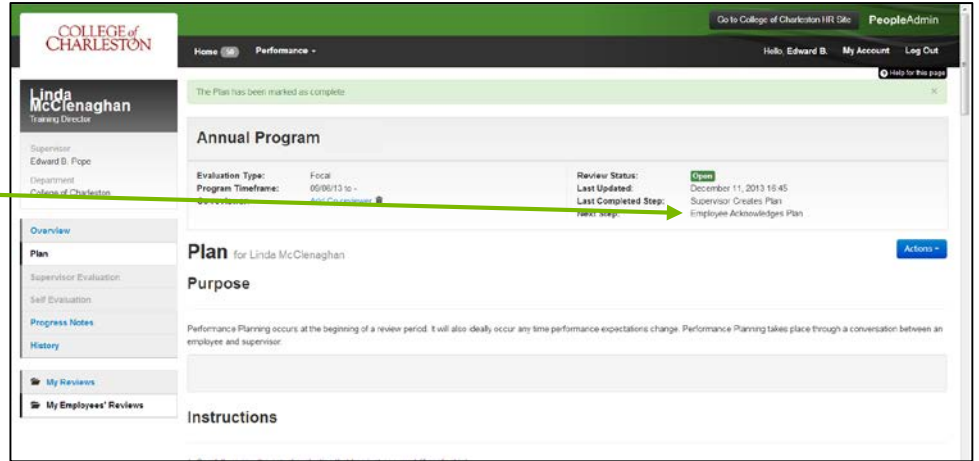 COLLEGE of
CHARLESTON
Go to College of Charleston HR Site PeopleAdmin
Home 58 Performance
Hello, Edward B. My Account Log Out
Help for this page
Linda
McClenaghan
Training Director
Supervisor
Edward B. Pope
Department
College of Charleston
Overview
Plan
Supervisor Evaluation
Self Evaluation
Progress Notes
History
My Reviews
My Employees' Reviews
The Plan has been marked as complete
×
Annual Program
Evaluation Type: Focal
Program Timeframe: to -
Co-reviewer: Add Co-reviewer
Review Status: Open
Last Updated: December 11, 2013 16:45
Last Completed Step: Supervisor Creates Plan
Next Step: Employee Acknowledges Plan
Plan for Linda McClenaghan
Actions
Purpose
Performance Planning occurs at the beginning of a review period. It will also ideally occur any time performance expectations change. Performance Planning takes place through a conversation between an
employee and supervisor.
Instructions